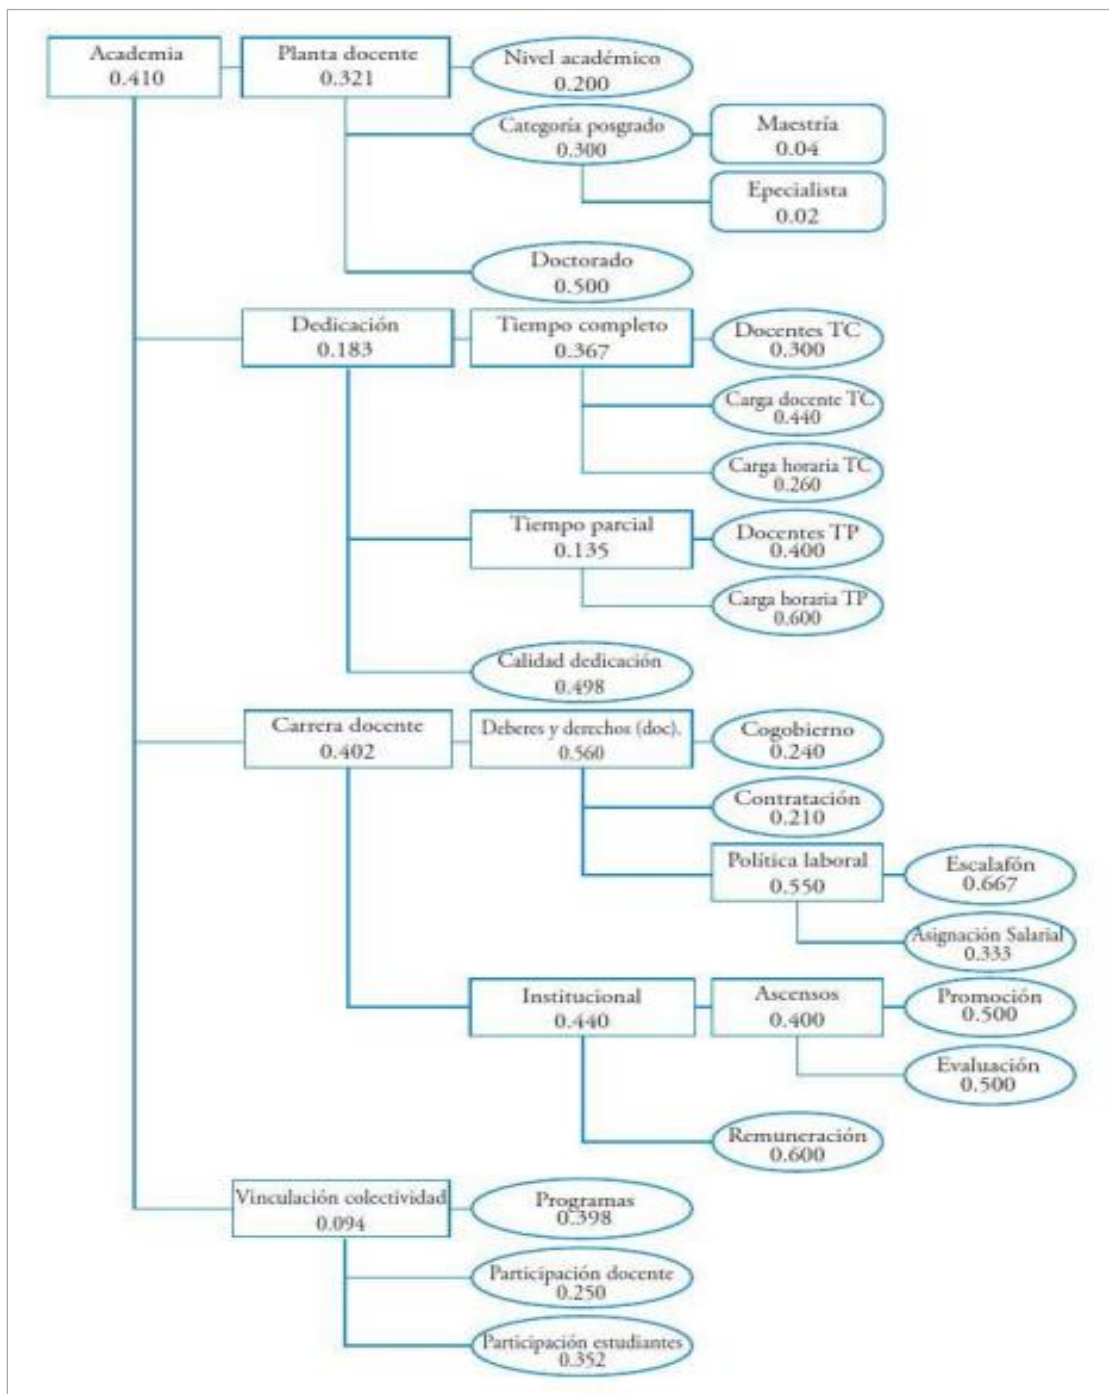 Academia
0.410
Planta docente
0.321
Nivel académico
0.200
Categoría posgrado
0.300
Maestría
0.04
Epecialista
0.02
Doctorado
0.500
Dedicación
0.183
Tiempo completo
0.367
Docentes TC
0.300
Carga docente TC
0.440
Carga horaria TC
0.260
Tiempo parcial
0.135
Docentes TP
0.400
Carga horaria TP
0.600
Calidad dedicación
0.498
Carrera docente
0.402
Deberes y derechos (doc).
0.560
Cogobierno
0.240
Contratación
0.210
Política laboral
0.550
Escalafón
0.667
Asignación Salarial
0.333
Institucional
0.440
Ascensos
0.400
Promoción
0.500
Evaluación
0.500
Remuneración
0.600
Vinculación colectividad
0.094
Programas
0.398
Participación docente
0.250
Participación estudiantes
0.352